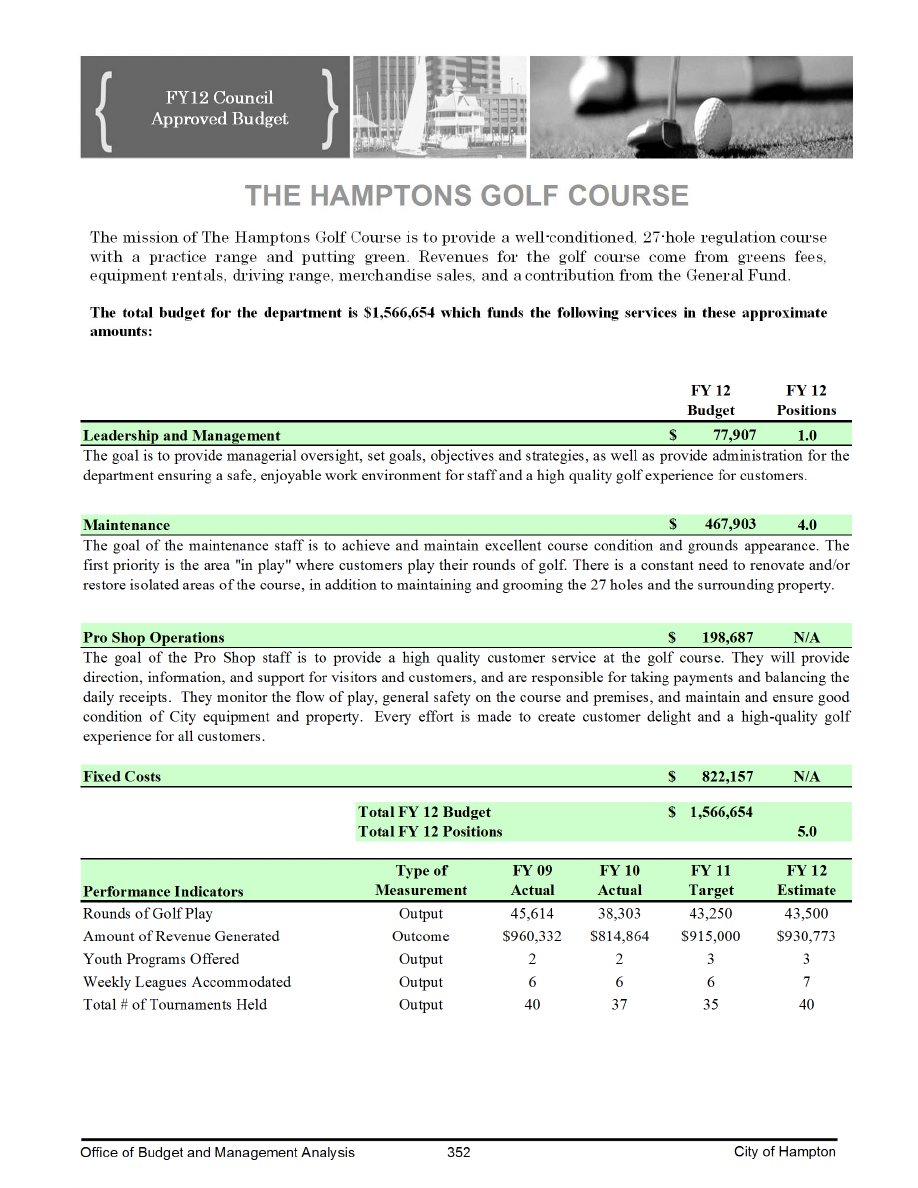 FY12 Council
Approved Budget
THE HAMPTONS GOLF COURSE
The mission of The Hamptons Golf Course is to provide a well-conditioned, 27-hole regulation course
with a practice range and putting green. Revenues for the golf course come from greens fees,
equipment rentals, driving range, merchandise sales, and a contribution from the General Fund.
The total budget for the department is $1,566,654 which funds the following services in these approximate
amounts:
FY 12 FY 12
Budget Positions
Leadership and Management $ 77,907 1.0
The goal is to provide managerial oversight, set goals, objectives and strategies, as well as provide administration for the
department ensuring a safe, enjoyable work environment for staff and a high quality golf experience for customers.
Maintenance $ 467,903 4.0
The goal of the maintenance staff is to achieve and maintain excellent course condition and grounds appearance. The
first priority is the area "in play" where customers play their rounds of golf. There is a constant need to renovate and/or
restore isolated areas of the course, in addition to maintaining and grooming the 27 holes and the surrounding property.
Pro Shop Operations $ 198,687 N/A
The goal of the Pro Shop staff is to provide a high quality customer service at the golf course. They will provide
direction, information, and support for visitors and customers, and are responsible for taking payments and balancing the
daily receipts. They monitor the flow of play, general safety on the course and premises, and maintain and ensure good
condition of City equipment and property. Every effort is made to create customer delight and a high-quality golf
experience for all customers.
Fixed Costs $ 822,157 N/A
Total FY 12 Budget $ 1,566,654
Total FY 12 Positions 5.0
Type of FY 09 FY 10 FY 11 FY 12
Performance Indicators Measurement Actual Actual Target Estimate
Rounds of Golf Play Output 45,614 38,303 43,250 43,500
Amount of Revenue Generated Outcome $960,332 $814,864 $915,000 $930,773
Youth Programs Offered Output 2 2 3 3
Weekly Leagues Accommodated Output 6 6 6 7
Total # of Tournaments Held Output 40 37 35 40
Office of Budget and Management Analysis 352 City of Hampton